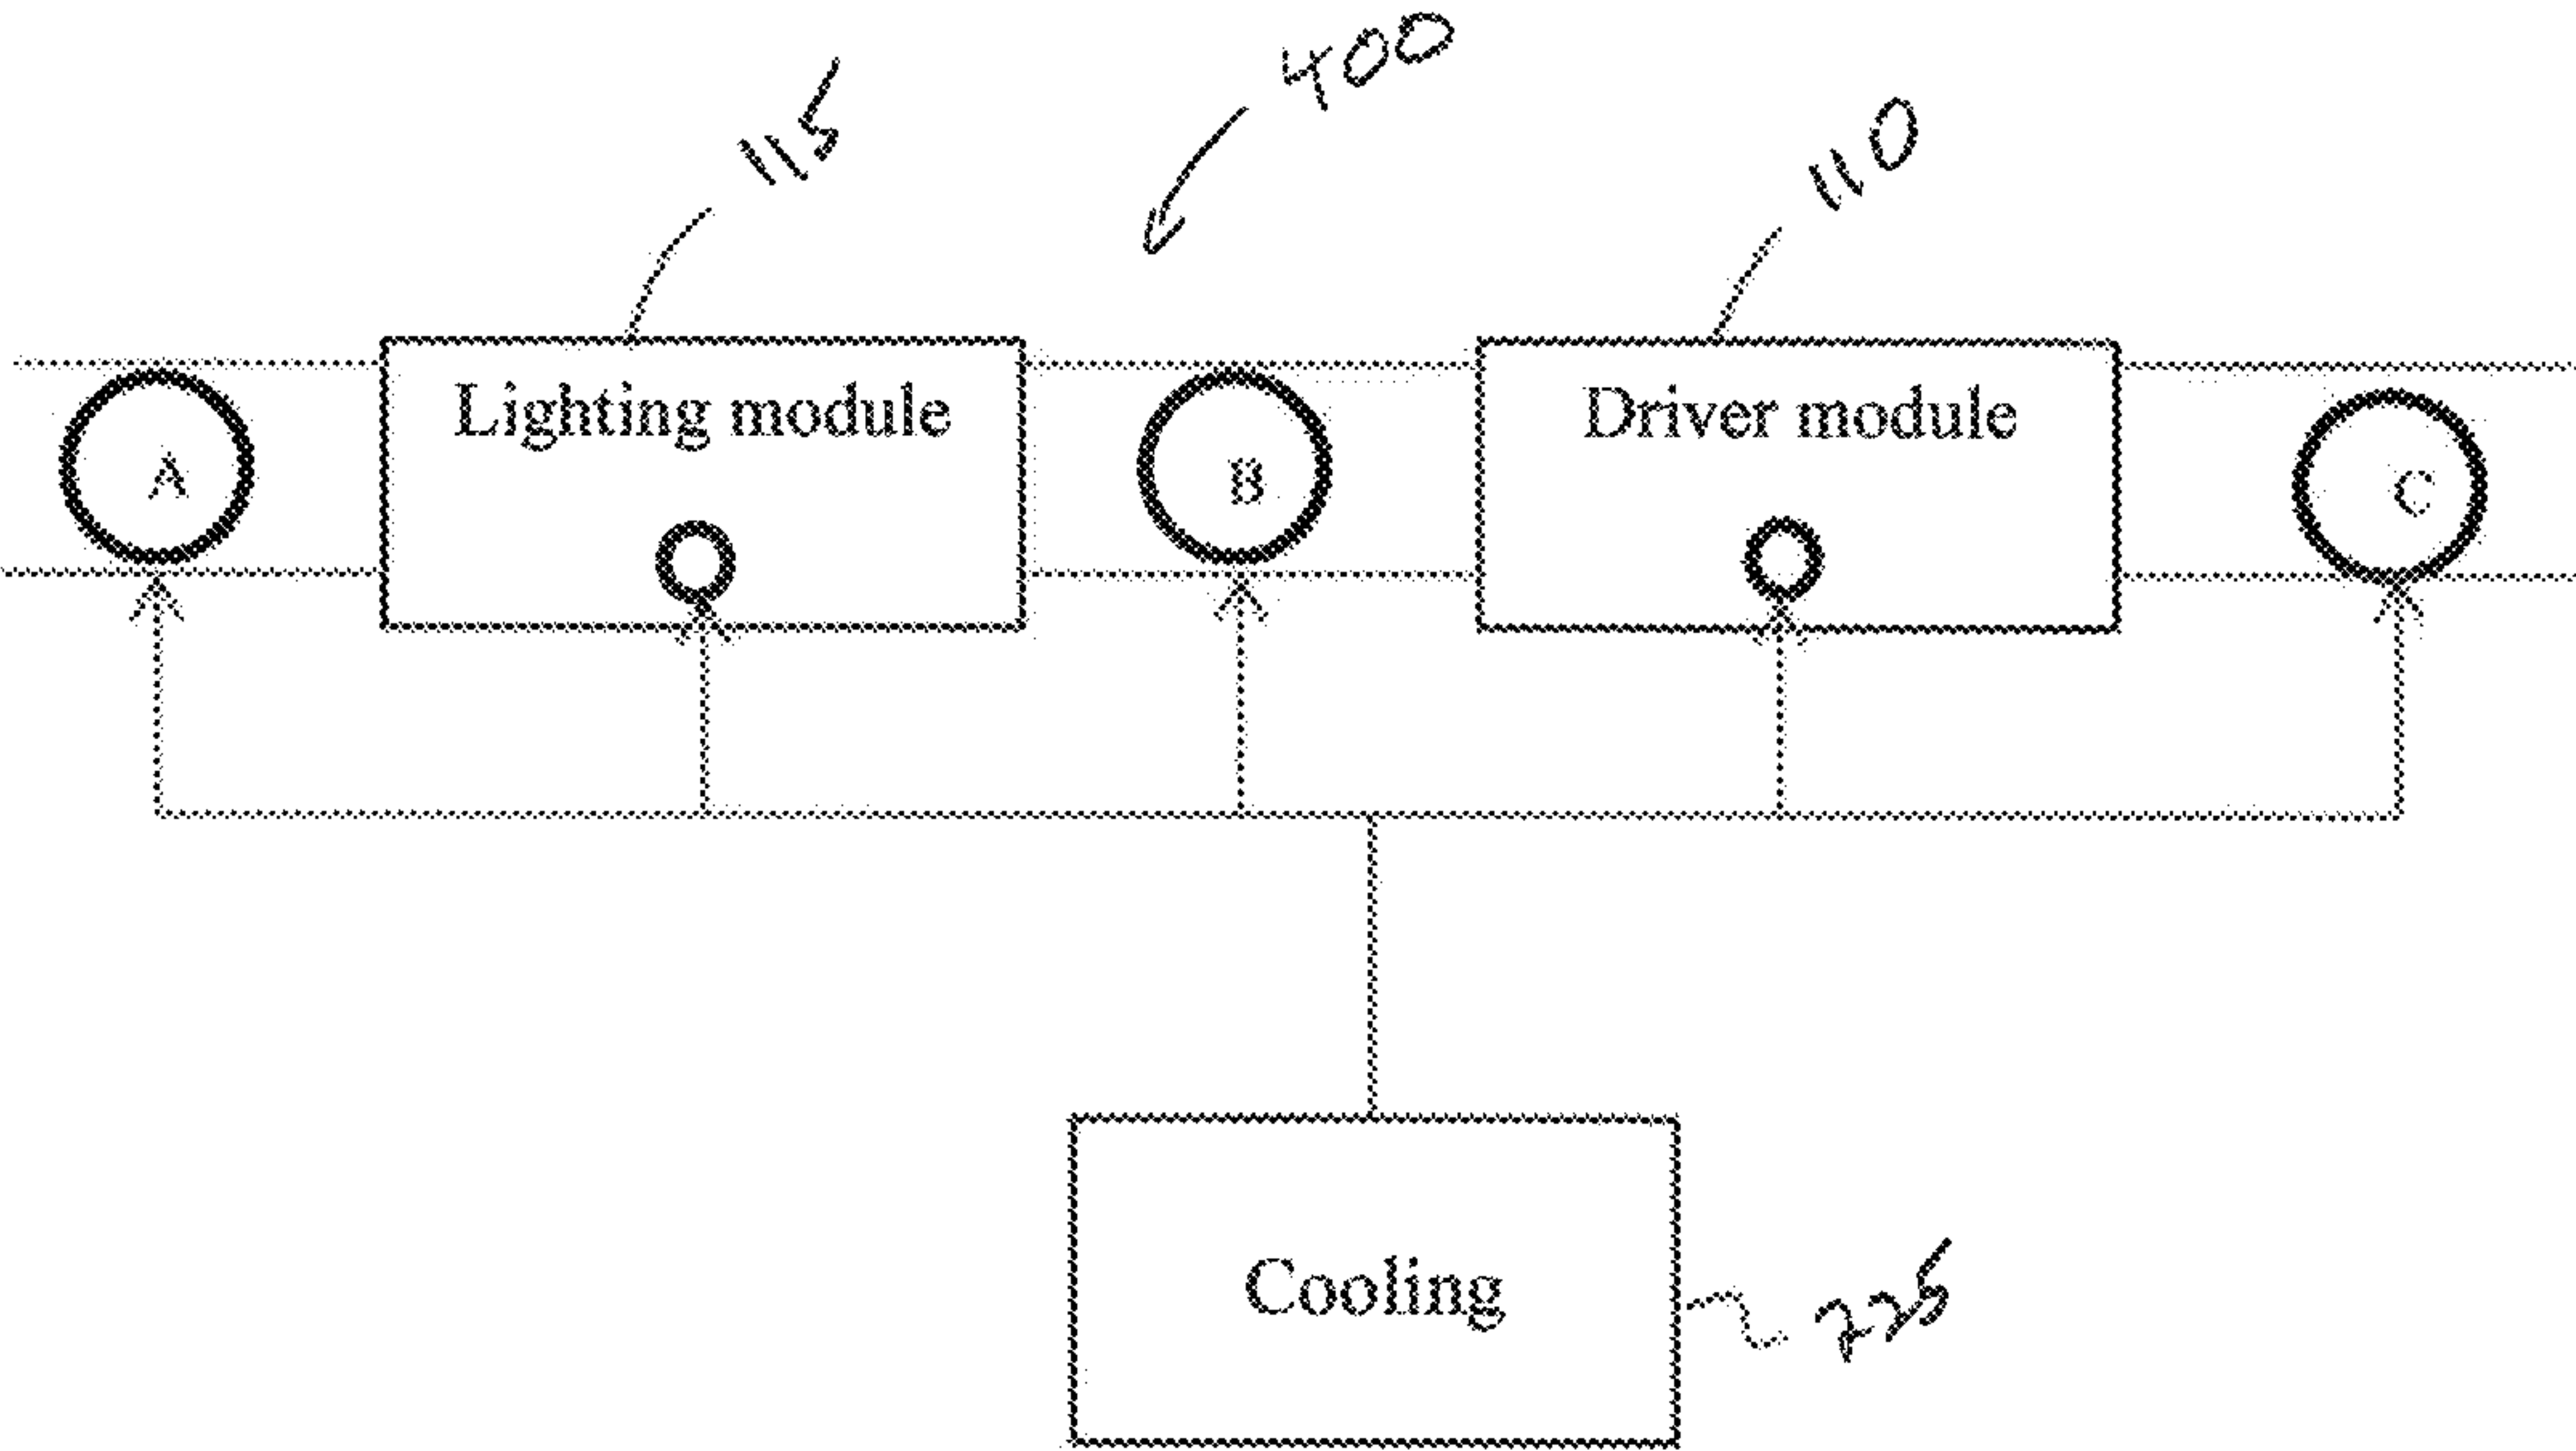 400
115
110
Lighting module
Driver module
A
B
C
Cooling
225